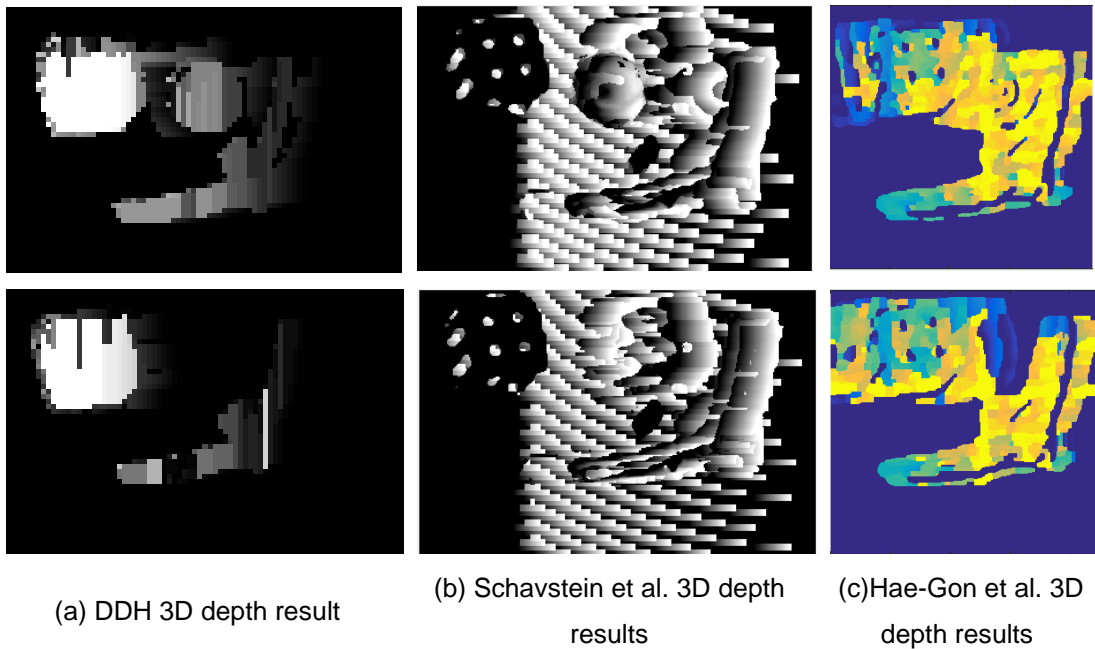 (a) DDH 3D depth result
(b) Schavstein et al. 3D depth
results
(c)Hae-Gon et al. 3D
depth results